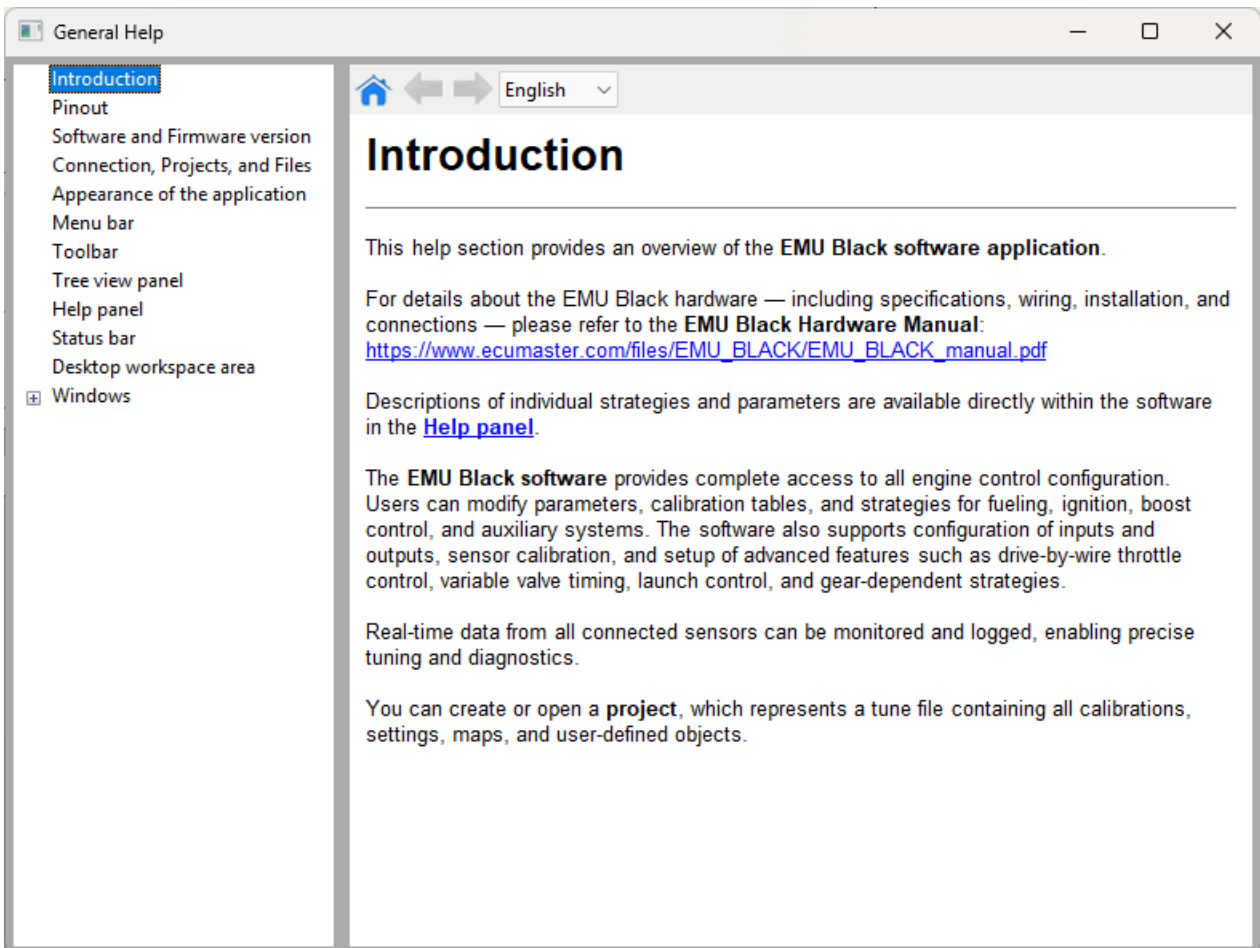 General Help
Introduction
Pinout
Software and Firmware version
Connection, Projects, and Files
Appearance of the application
Menu bar
Toolbar
Tree view panel
Help panel
Status bar
Desktop workspace area
Windows
English
Introduction
This help section provides an overview of the EMU Black software application.
For details about the EMU Black hardware — including specifications, wiring, installation, and
connections — please refer to the EMU Black Hardware Manual:
https://www.ecumaster.com/files/EMU_BLACK/EMU_BLACK_manual.pdf
Descriptions of individual strategies and parameters are available directly within the software
in the Help panel.
The EMU Black software provides complete access to all engine control configuration.
Users can modify parameters, calibration tables, and strategies for fueling, ignition, boost
control, and auxiliary systems. The software also supports configuration of inputs and
outputs, sensor calibration, and setup of advanced features such as drive-by-wire throttle
control, variable valve timing, launch control, and gear-dependent strategies.
Real-time data from all connected sensors can be monitored and logged, enabling precise
tuning and diagnostics.
You can create or open a project, which represents a tune file containing all calibrations,
settings, maps, and user-defined objects.